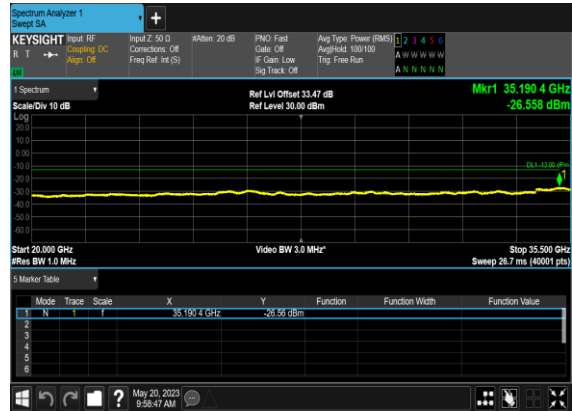 Spectrum Analyzer 1
Swept SA
+
KEYSIGHT Input: RF Input Z: 50 Ω #Atten: 20 dB PNO: Fast Avg Type: Power (RMS) 1 2 3 4 5 6
R T Coupling: DC Corrections: Off Gate: Off Avg|Hold: 100/100 A W W W W W
Align: Off Freq Ref: Int (S) IF Gain: Low Trig: Free Run
Sig Track: Off A N N N N N
1 Spectrum Ref Lvl Offset 33.47 dB Mkr1 35.190 4 GHz
Scale/Div 10 dB Ref Level 30.00 dBm -26.558 dBm
Log
20.0
10.0
0.00
-10.0 DL1 -13.00 dBm
-20.0 1
-30.0
-40.0
-50.0
-60.0
Start 20.000 GHz Video BW 3.0 MHz* Stop 35.500 GHz
#Res BW 1.0 MHz Sweep 26.7 ms (40001 pts)
5 Marker Table
Mode Trace Scale X Y Function Function Width Function Value
1 N 1 f 35.190 4 GHz -26.56 dBm
2
3
4
5
6
? May 20, 2023
9:58:47 AM